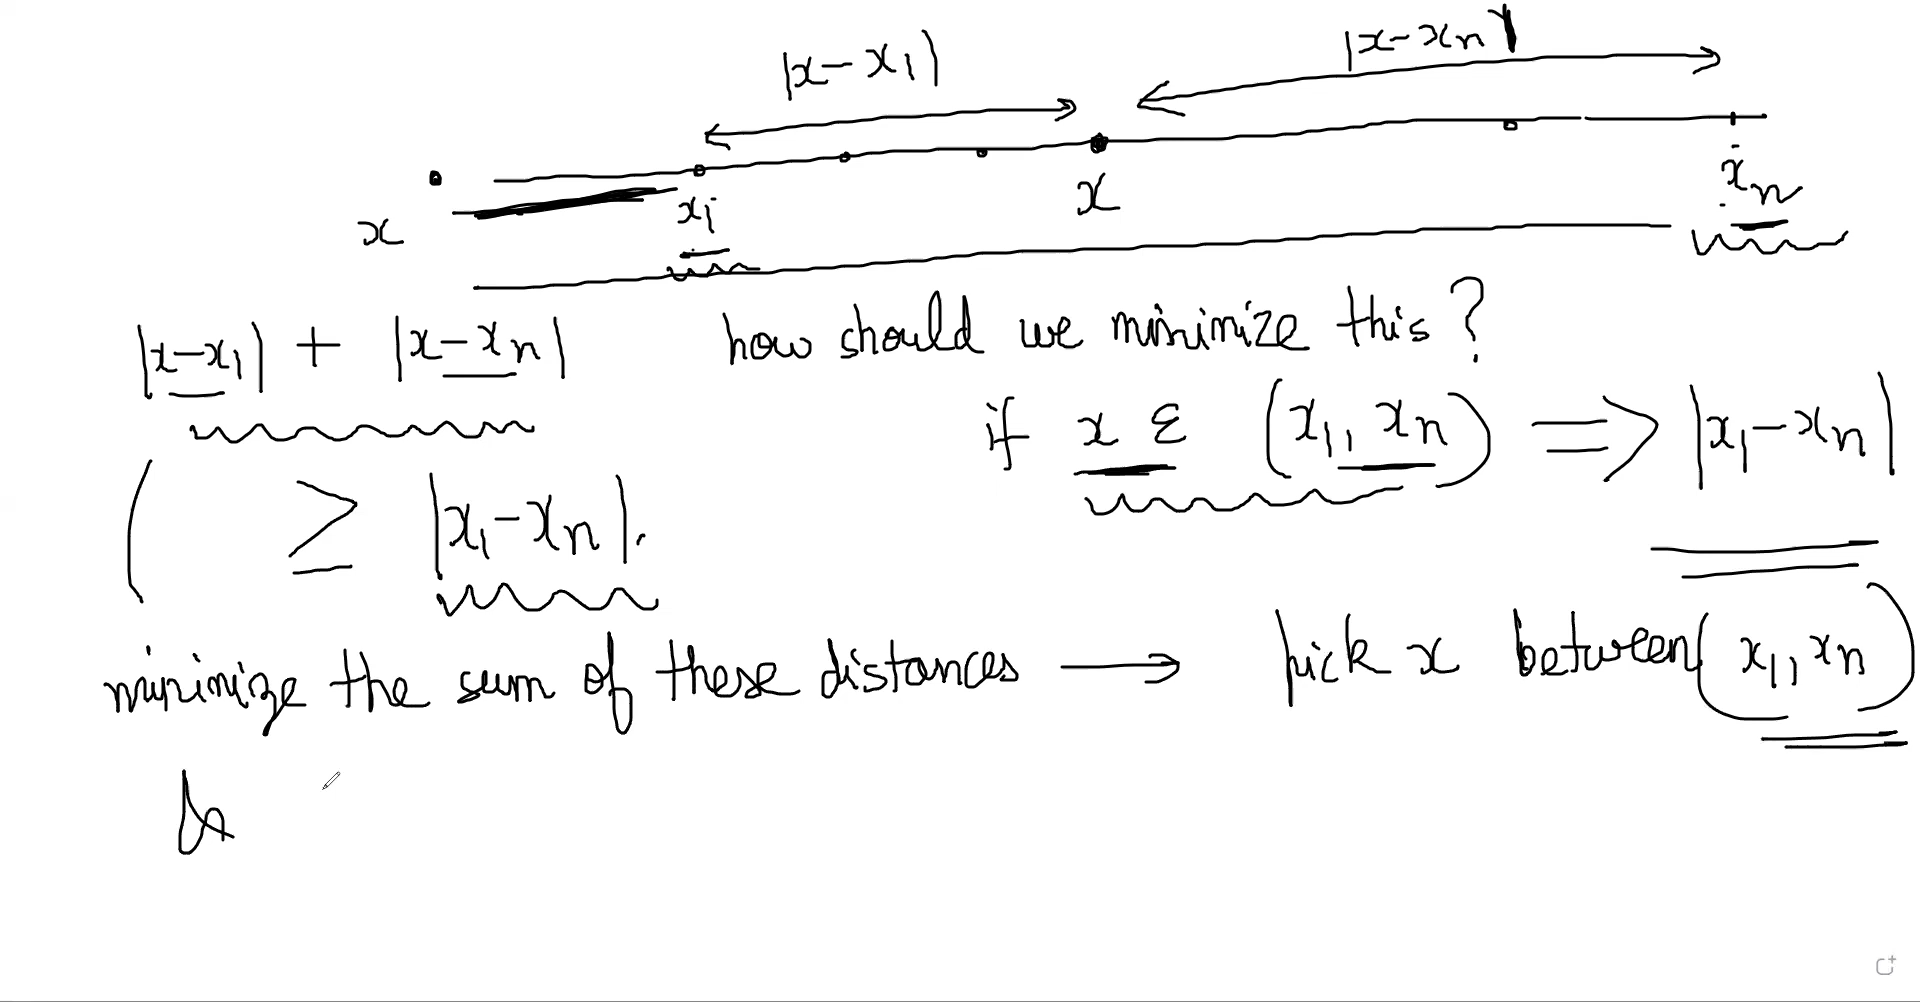 |x-x₁| |x-xₙ|
x x₁ x xₙ
|x-x₁| + |x-xₙ| how should we minimize this?
if x ε (x₁, xₙ) => |x₁-xₙ|
( ≥ |x₁-xₙ|.
minimize the sum of these distances → pick x between (x₁, xₙ)